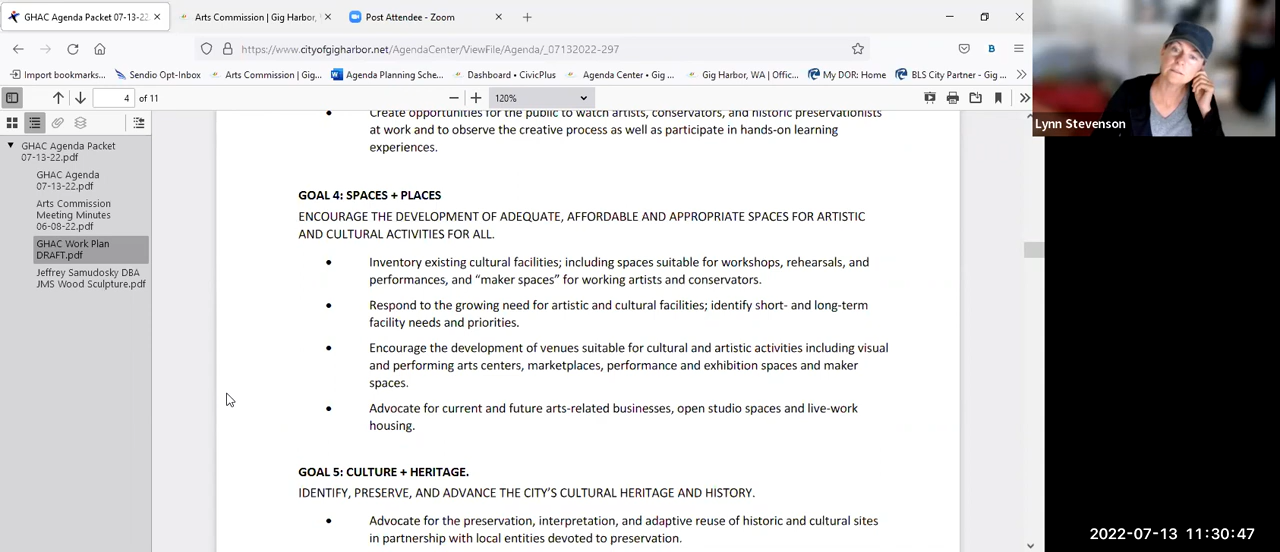 GHAC Agenda Packet 07-13-22.
Arts Commission | Gig Harbor, V
Post Attendee - Zoom
https://www.cityofgigharbor.net/AgendaCenter/ViewFile/Agenda/_07132022-297
Import bookmarks...
Sendio Opt-Inbox
Arts Commission | Gig...
Agenda Planning Sche...
Dashboard • CivicPlus
Agenda Center • Gig ...
Gig Harbor, WA | Offic...
My DOR: Home
BLS City Partner - Gig ...
4 of 11
120%
GHAC Agenda Packet
07-13-22.pdf
GHAC Agenda
07-13-22.pdf
Arts Commission
Meeting Minutes
06-08-22.pdf
GHAC Work Plan
DRAFT.pdf
Jeffrey Samudosky DBA
JMS Wood Sculpture.pdf
• Create opportunities for the public to watch artists, conservators, and historic preservationists
at work and to observe the creative process as well as participate in hands-on learning
experiences.
GOAL 4: SPACES + PLACES
ENCOURAGE THE DEVELOPMENT OF ADEQUATE, AFFORDABLE AND APPROPRIATE SPACES FOR ARTISTIC
AND CULTURAL ACTIVITIES FOR ALL.
• Inventory existing cultural facilities; including spaces suitable for workshops, rehearsals, and
performances, and “maker spaces” for working artists and conservators.
• Respond to the growing need for artistic and cultural facilities; identify short- and long-term
facility needs and priorities.
• Encourage the development of venues suitable for cultural and artistic activities including visual
and performing arts centers, marketplaces, performance and exhibition spaces and maker
spaces.
• Advocate for current and future arts-related businesses, open studio spaces and live-work
housing.
GOAL 5: CULTURE + HERITAGE.
IDENTIFY, PRESERVE, AND ADVANCE THE CITY’S CULTURAL HERITAGE AND HISTORY.
• Advocate for the preservation, interpretation, and adaptive reuse of historic and cultural sites
in partnership with local entities devoted to preservation.
Lynn Stevenson
2022-07-13 11:30:47